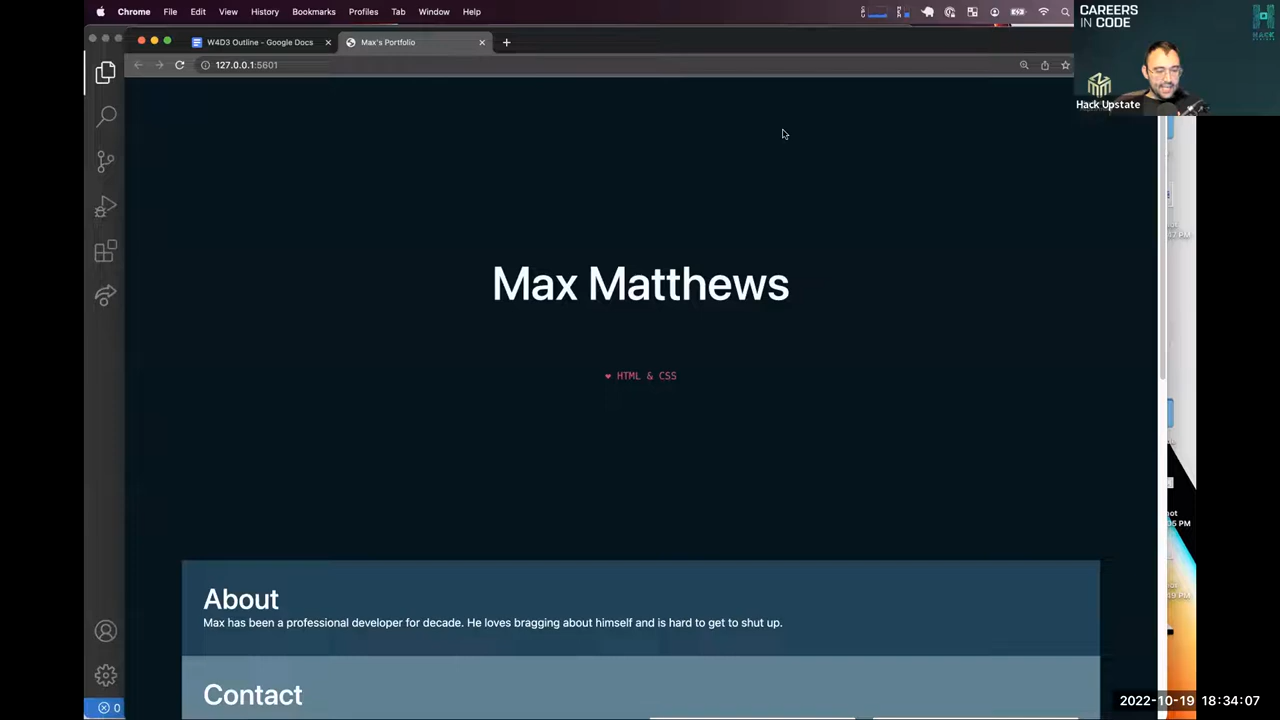 Chrome File Edit View History Bookmarks Profiles Tab Window Help
CAREERS
IN CODE
W4D3 Outline - Google Docs
Max's Portfolio
127.0.0.1:5601
Hack Upstate
Max Matthews
❤ HTML & CSS
About
Max has been a professional developer for decade. He loves bragging about himself and is hard to get to shut up.
Contact
05 PM
0
2022-10-19 18:34:07